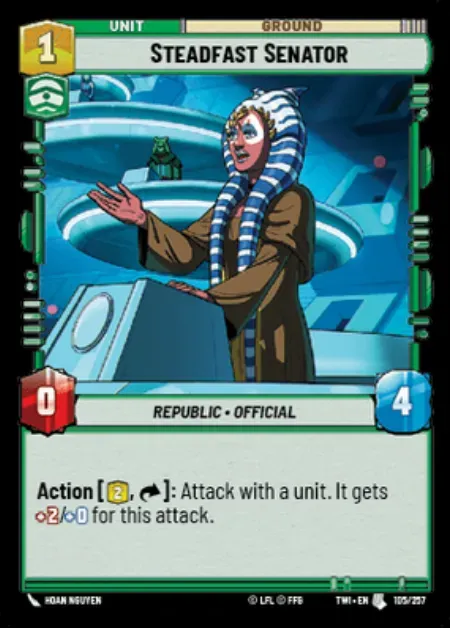 UNIT
GROUND
1
STEADFAST SENATOR
0
REPUBLIC • OFFICIAL
4
Action [2, ]: Attack with a unit. It gets
+2/+0 for this attack.
HOAN NGUYEN
© LFL © FFG
TWI • EN
105/257